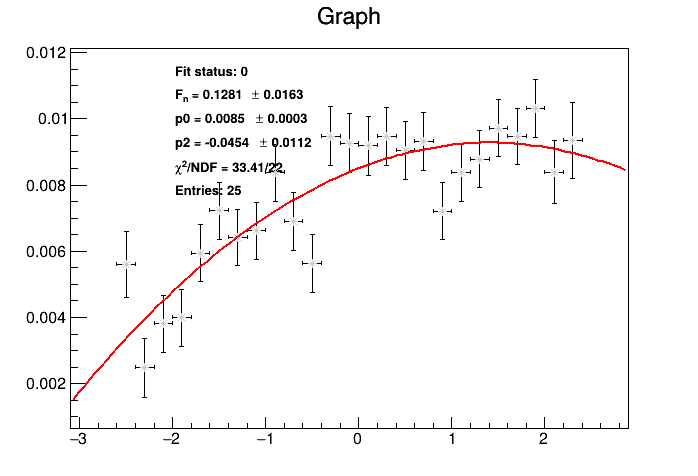 Graph
0.012
0.01
0.008
0.006
0.004
0.002
Fit status: 0
Fn = 0.1281 ± 0.0163
p0 = 0.0085 ± 0.0003
p2 = -0.0454 ± 0.0112
χ²/NDF = 33.41/22
Entries: 25
−3 −2 −1 0 1 2